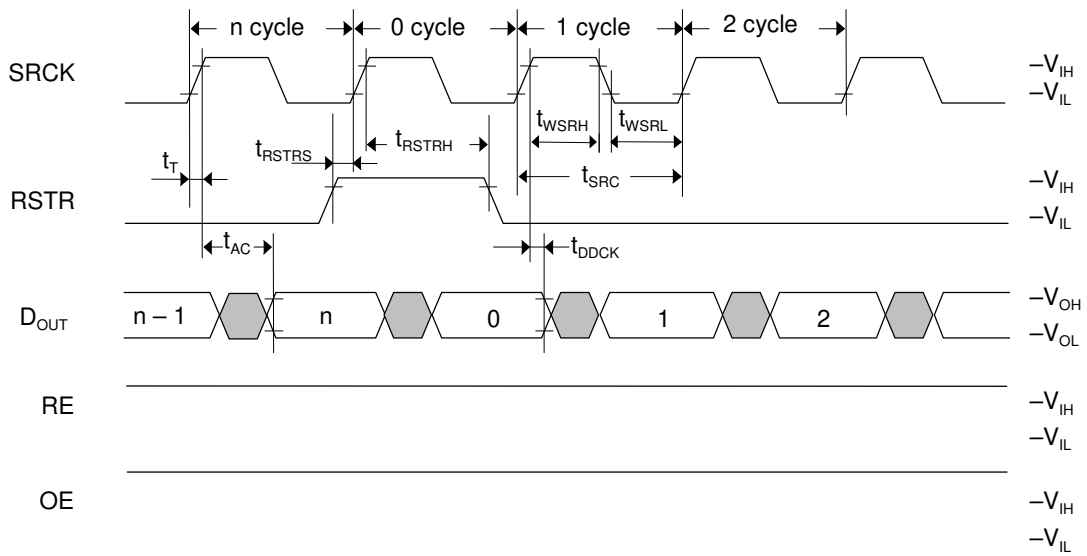 n cycle 0 cycle 1 cycle 2 cycle
SRCK
–VIH
–VIL
tWSRH tWSRL
tRSTRS tRSTRH
tT
tSRC
RSTR
–VIH
–VIL
tAC
tDDCK
DOUT
n – 1 n 0 1 2
–VOH
–VOL
RE
–VIH
–VIL
OE
–VIH
–VIL